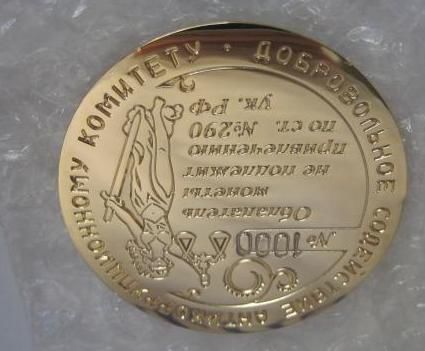 ДОБРОВОЛЬНОЕ СОДЕЙСТВИЕ АНТИКОРРУПЦИОННОМУ КОМИТЕТУ
№ 1000
Обладатель
монеты
не подлежит
привлечению
по ст. №290
УК. РФ